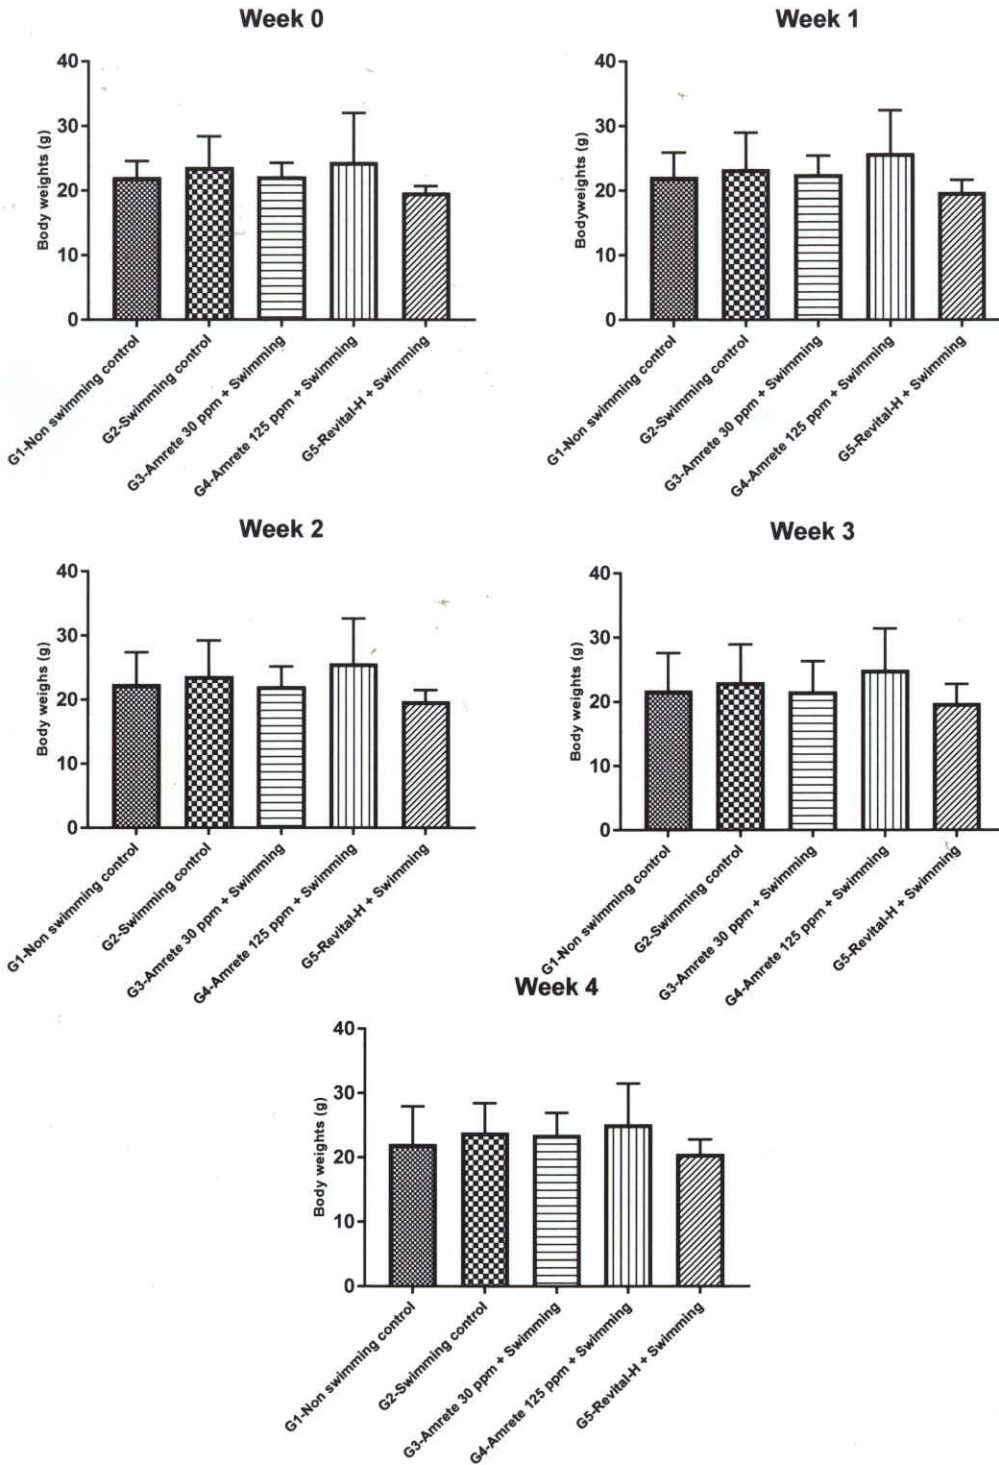 Week 0
40
30
20
10
0
Body weights (g)
G1-Non swimming control
G2-Swimming control
G3-Amrete 30 ppm + Swimming
G4-Amrete 125 ppm + Swimming
G5-Revital-H + Swimming
Week 1
40
30
20
10
0
Bodyweights (g)
G1-Non swimming control
G2-Swimming control
G3-Amrete 30 ppm + Swimming
G4-Amrete 125 ppm + Swimming
G5-Revital-H + Swimming
Week 2
40
30
20
10
0
Body weighs (g)
G1-Non swimming control
G2-Swimming control
G3-Amrete 30 ppm + Swimming
G4-Amrete 125 ppm + Swimming
G5-Revital-H + Swimming
Week 3
40
30
20
10
0
Body weights (g)
G1-Non swimming control
G2-Swimming control
G3-Amrete 30 ppm + Swimming
G4-Amrete 125 ppm + Swimming
G5-Revital-H + Swimming
Week 4
40
30
20
10
0
Body weights (g)
G1-Non swimming control
G2-Swimming control
G3-Amrete 30 ppm + Swimming
G4-Amrete 125 ppm + Swimming
G5-Revital-H + Swimming